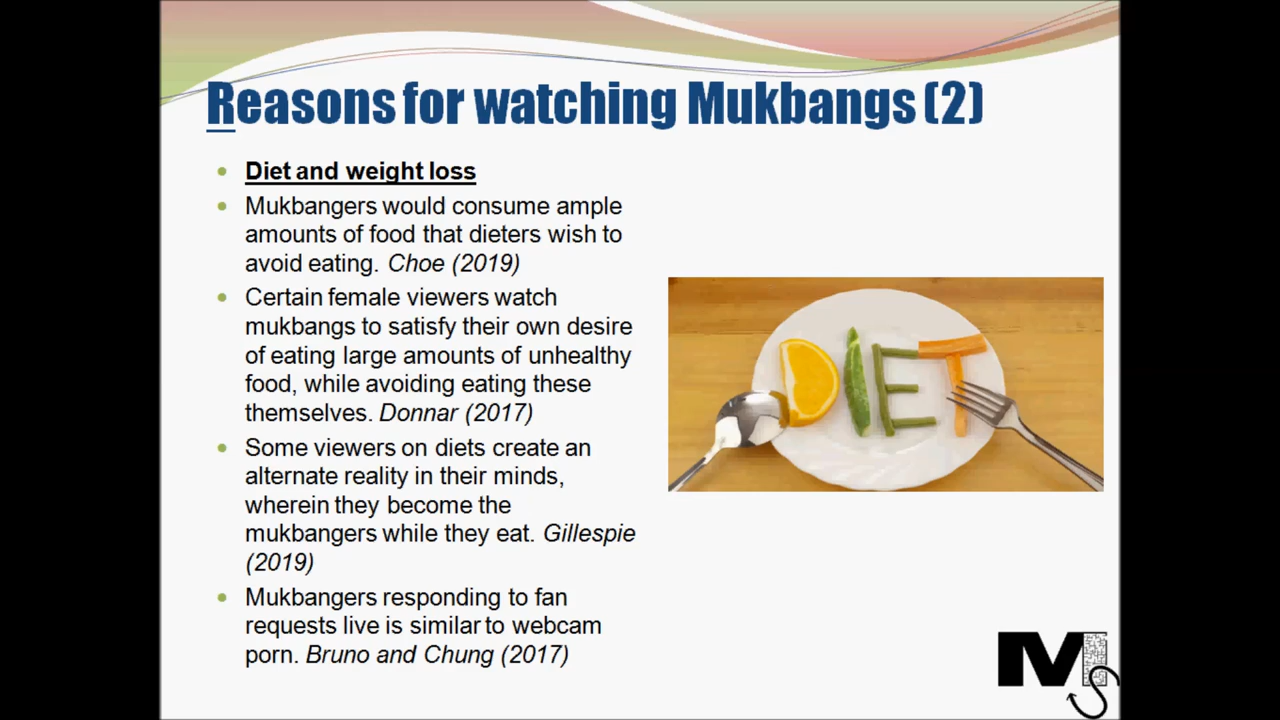 Reasons for watching Mukbangs (2)
Diet and weight loss
Mukbangers would consume ample
amounts of food that dieters wish to
avoid eating. Choe (2019)
Certain female viewers watch
mukbangs to satisfy their own desire
of eating large amounts of unhealthy
food, while avoiding eating these
themselves. Donnar (2017)
Some viewers on diets create an
alternate reality in their minds,
wherein they become the
mukbangers while they eat. Gillespie
(2019)
Mukbangers responding to fan
requests live is similar to webcam
porn. Bruno and Chung (2017)
DIET
MS